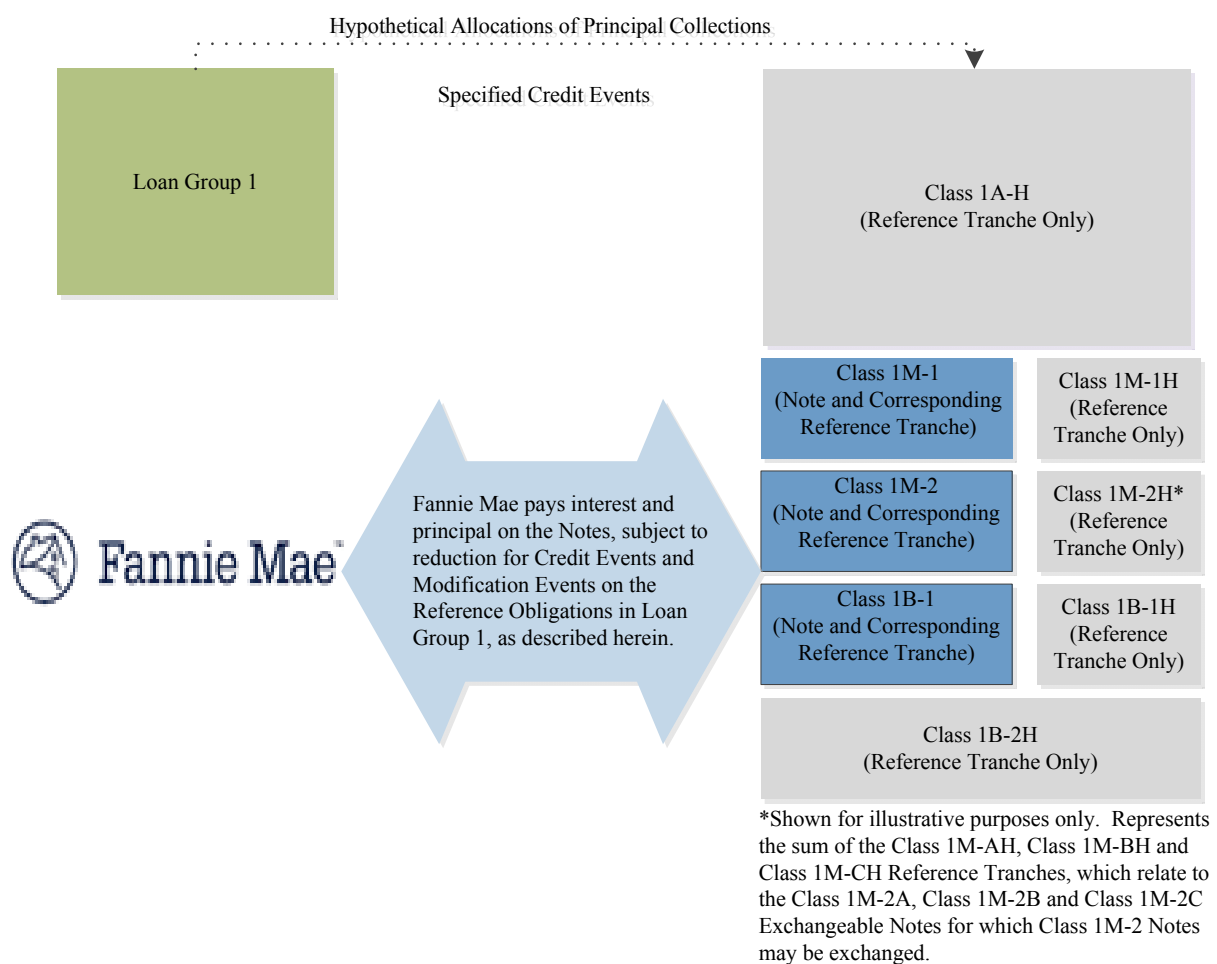 Hypothetical Allocations of Principal Collections
Specified Credit Events
Loan Group 1
Class 1A-H
(Reference Tranche Only)
Class 1M-1
(Note and Corresponding
Reference Tranche)
Class 1M-1H
(Reference
Tranche Only)
Class 1M-2
(Note and Corresponding
Reference Tranche)
Class 1M-2H*
(Reference
Tranche Only)
Class 1B-1
(Note and Corresponding
Reference Tranche)
Class 1B-1H
(Reference
Tranche Only)
Class 1B-2H
(Reference Tranche Only)
Fannie Mae
Fannie Mae pays interest and
principal on the Notes, subject to
reduction for Credit Events and
Modification Events on the
Reference Obligations in Loan
Group 1, as described herein.
*Shown for illustrative purposes only.  Represents
the sum of the Class 1M-AH, Class 1M-BH and
Class 1M-CH Reference Tranches, which relate to
the Class 1M-2A, Class 1M-2B and Class 1M-2C
Exchangeable Notes for which Class 1M-2 Notes
may be exchanged.